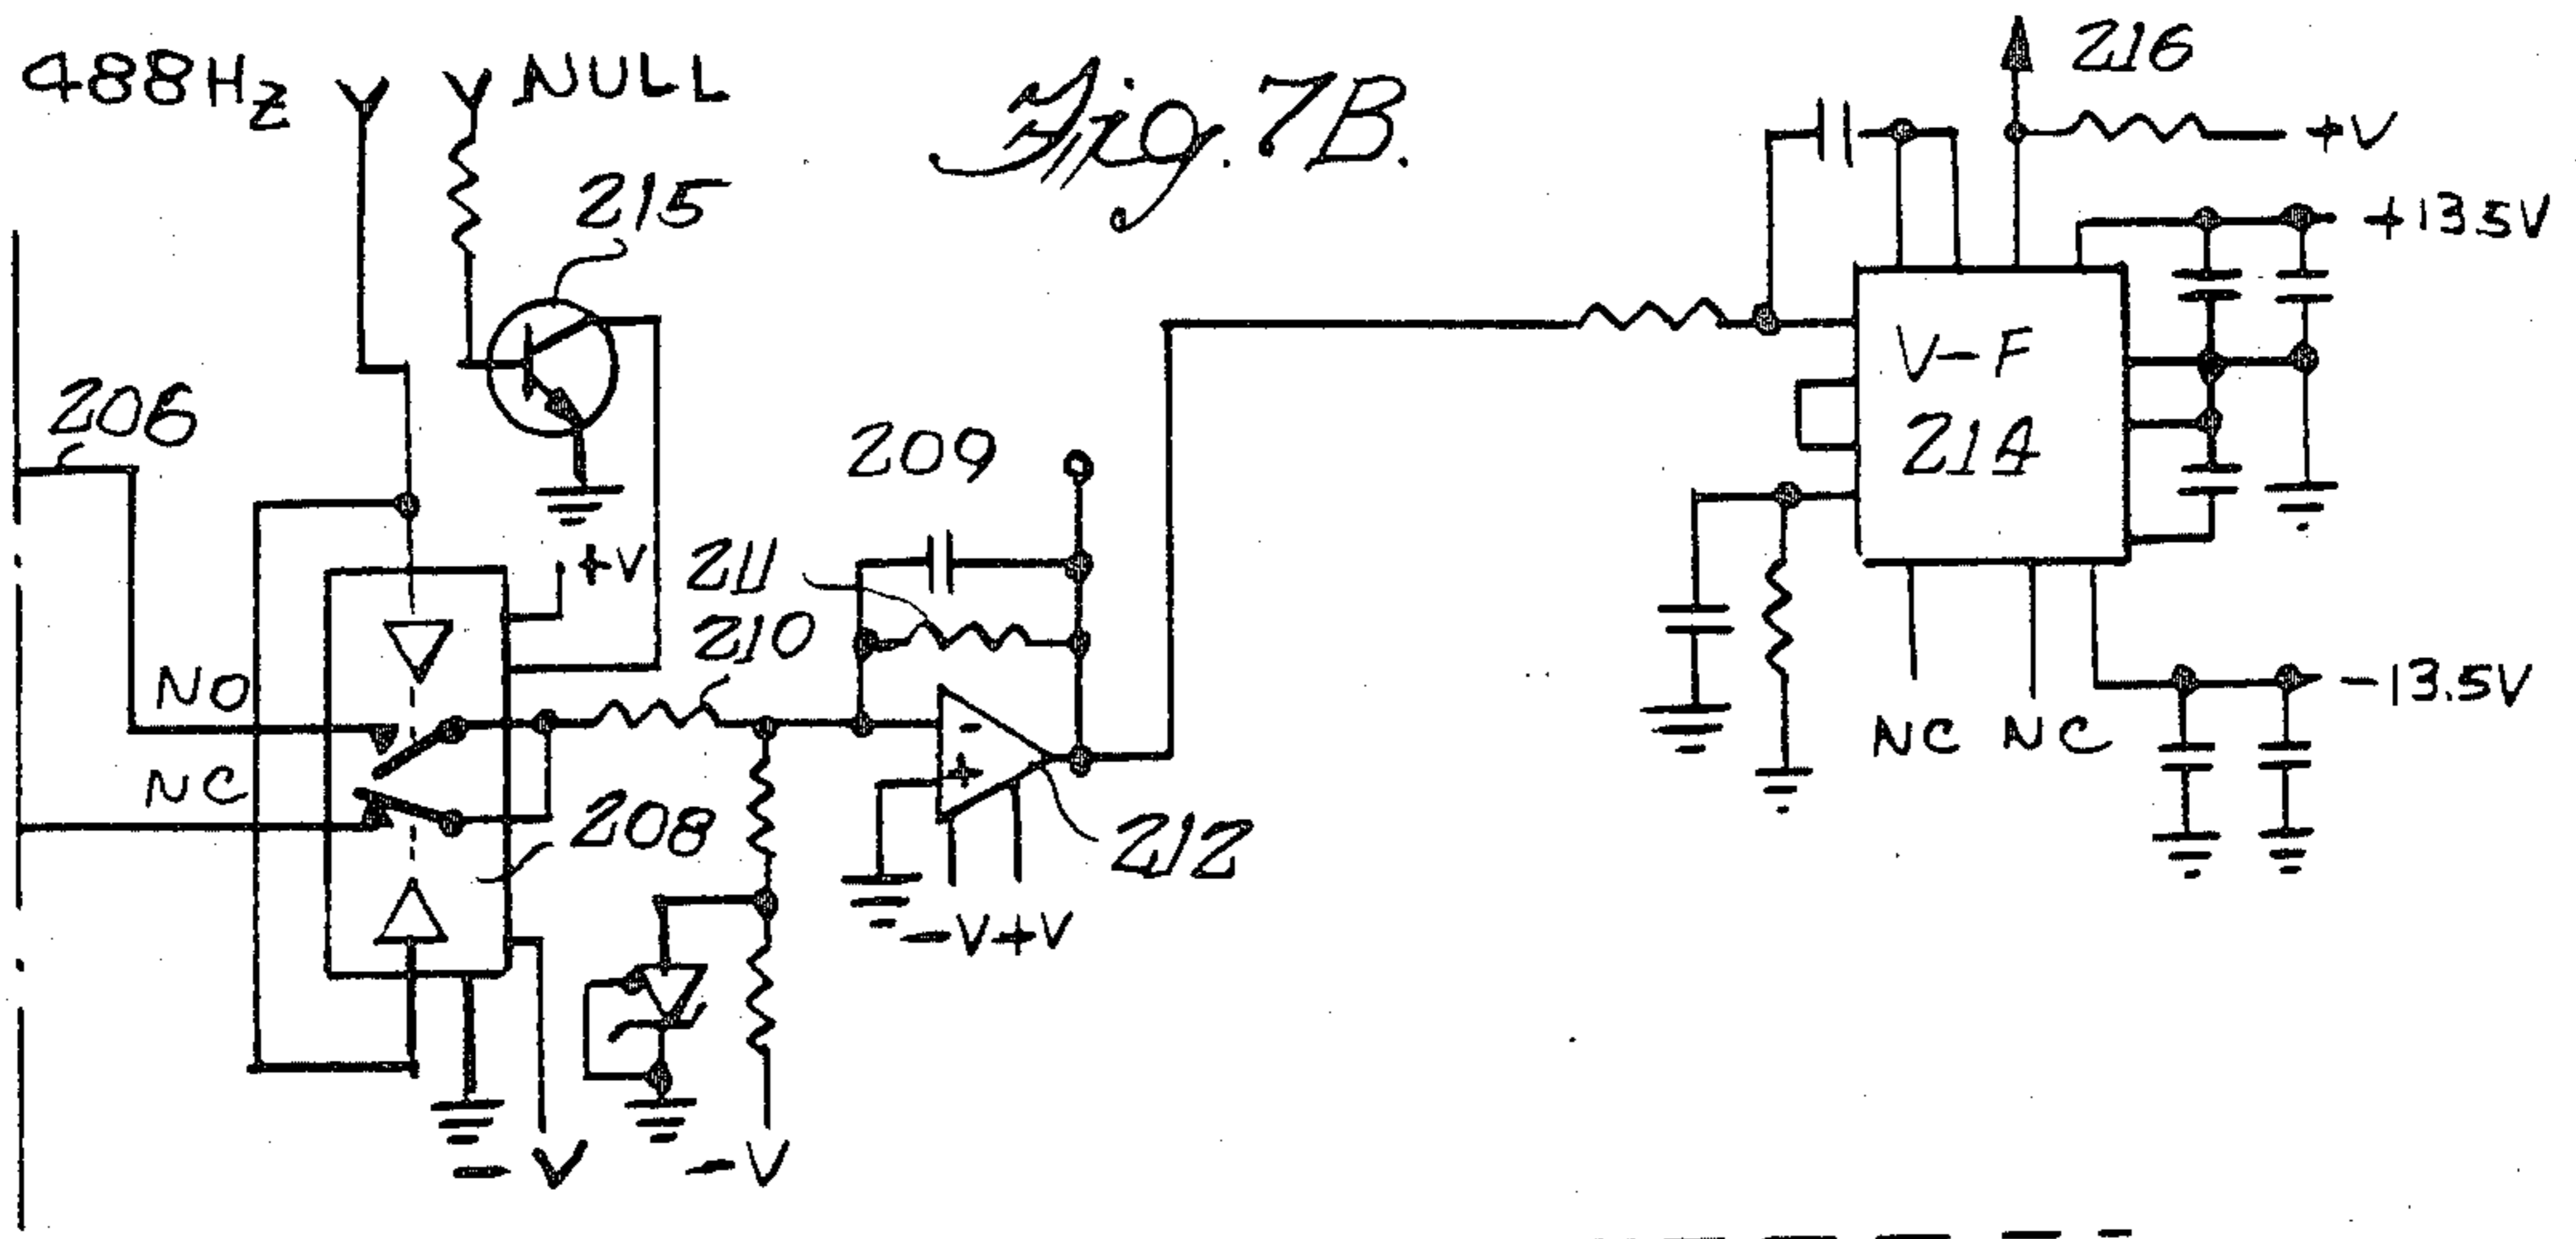 488Hz
NULL
Fig. 7B.
216
+V
+13.5V
215
206
V-F
214
209
+V
211
210
NO
NC
208
212
-V+V
NC NC
-13.5V
-V
-V